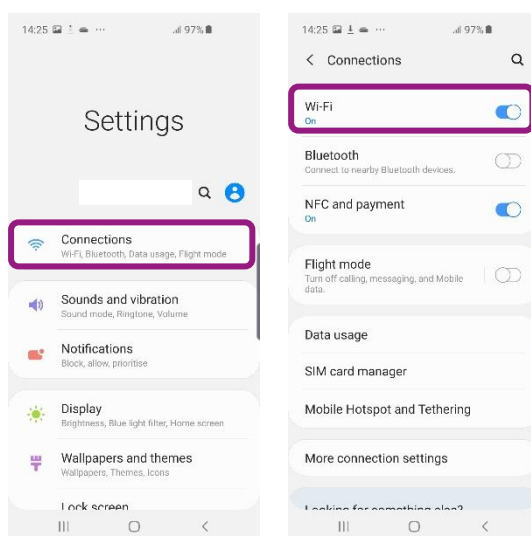 14:25 97%
Settings
Connections
Wi-Fi, Bluetooth, Data usage, Flight mode
Sounds and vibration
Sound mode, Ringtone, Volume
Notifications
Block, allow, prioritise
Display
Brightness, Blue light filter, Home screen
Wallpapers and themes
Wallpapers, Themes, Icons
Lock screen
14:25 97%
Connections
Wi-Fi
On
Bluetooth
Connect to nearby Bluetooth devices.
NFC and payment
On
Flight mode
Turn off calling, messaging, and Mobile
data.
Data usage
SIM card manager
Mobile Hotspot and Tethering
More connection settings
Looking for something else?